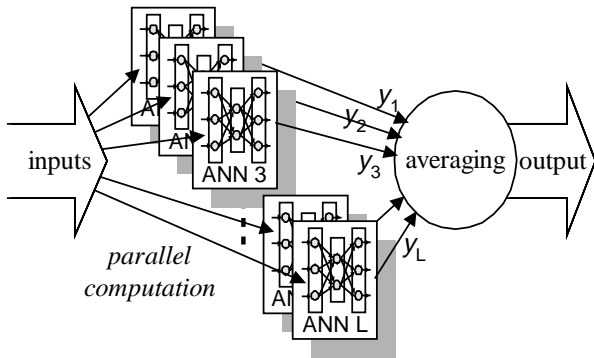 y1
y2
y3
inputs
averaging
output
ANN 3
parallel
computation
yL
ANN L